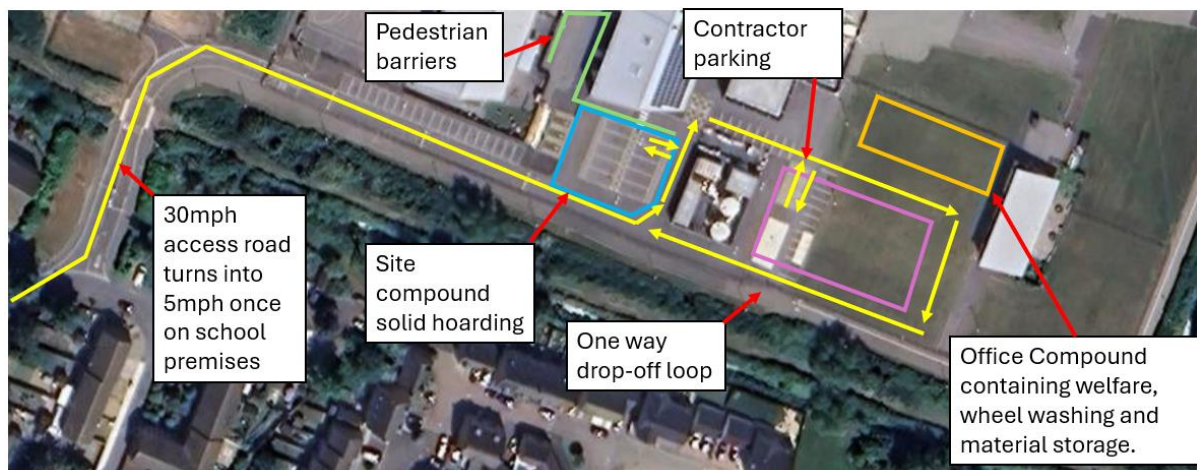 Pedestrian
barriers
Contractor
parking
30mph
access road
turns into
5mph once
on school
premises
Site
compound
solid hoarding
One way
drop-off loop
Office Compound
containing welfare,
wheel washing and
material storage.